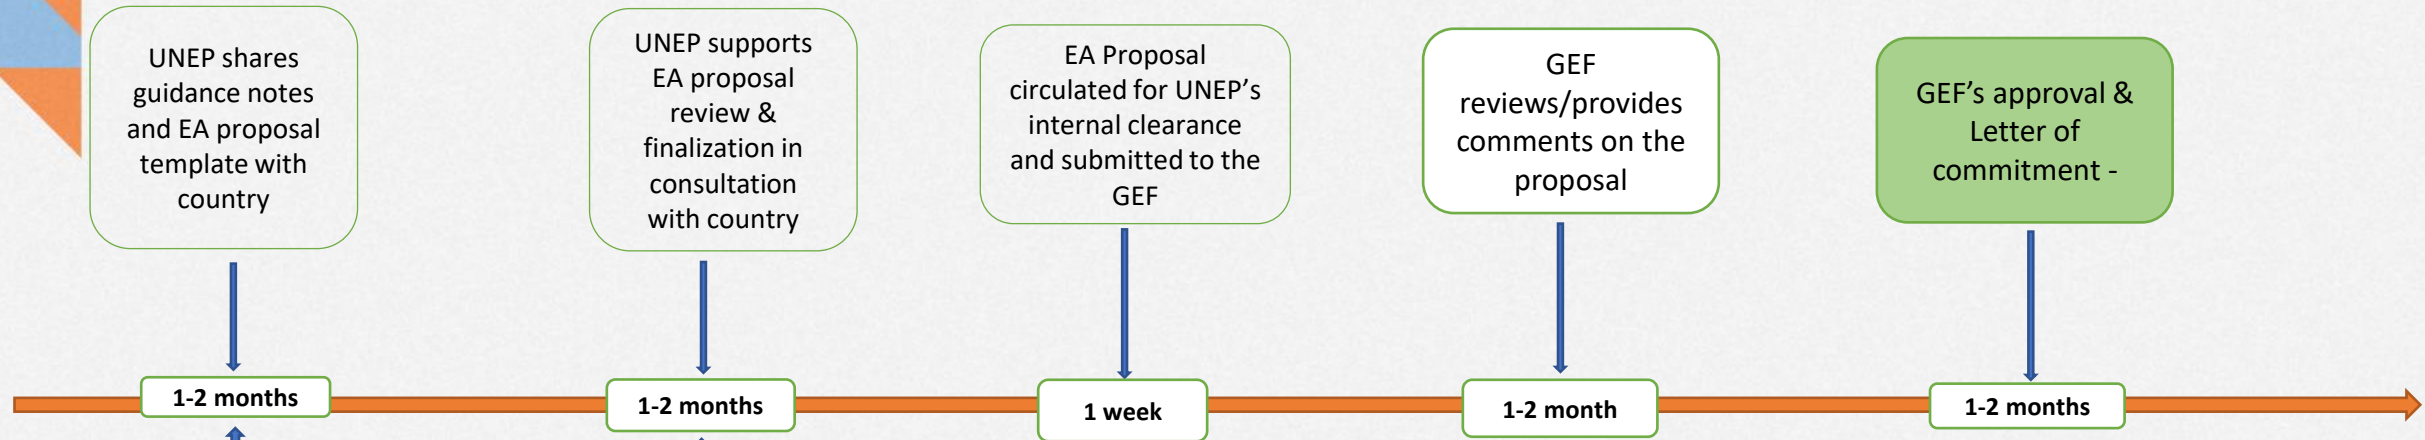 UNEP shares
guidance notes
and EA proposal
template with
country
UNEP supports
EA proposal
review &
finalization in
consultation
with country
EA Proposal
circulated for UNEP’s
internal clearance
and submitted to the
GEF
GEF
reviews/provides
comments on the
proposal
GEF’s approval &
Letter of
commitment -
1-2 months
1-2 months
1 week
1-2 month
1-2 months